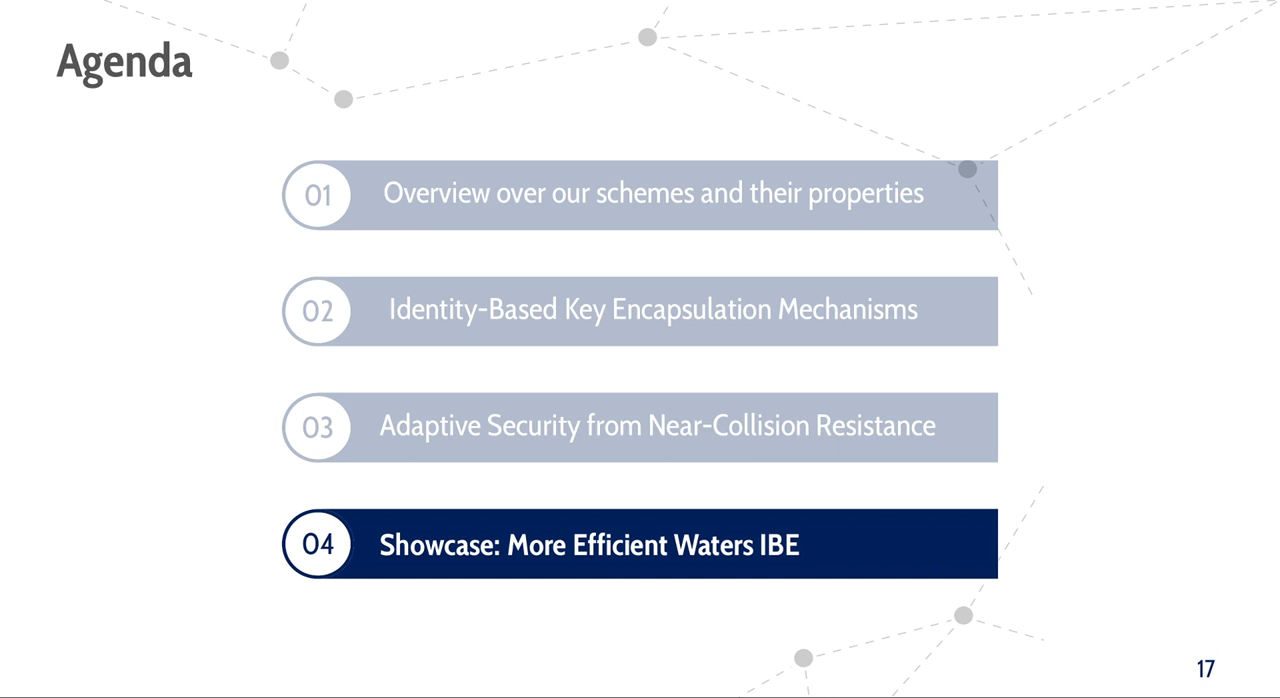 Agenda
01 Overview over our schemes and their properties
02 Identity-Based Key Encapsulation Mechanisms
03 Adaptive Security from Near-Collision Resistance
04 Showcase: More Efficient Waters IBE
17